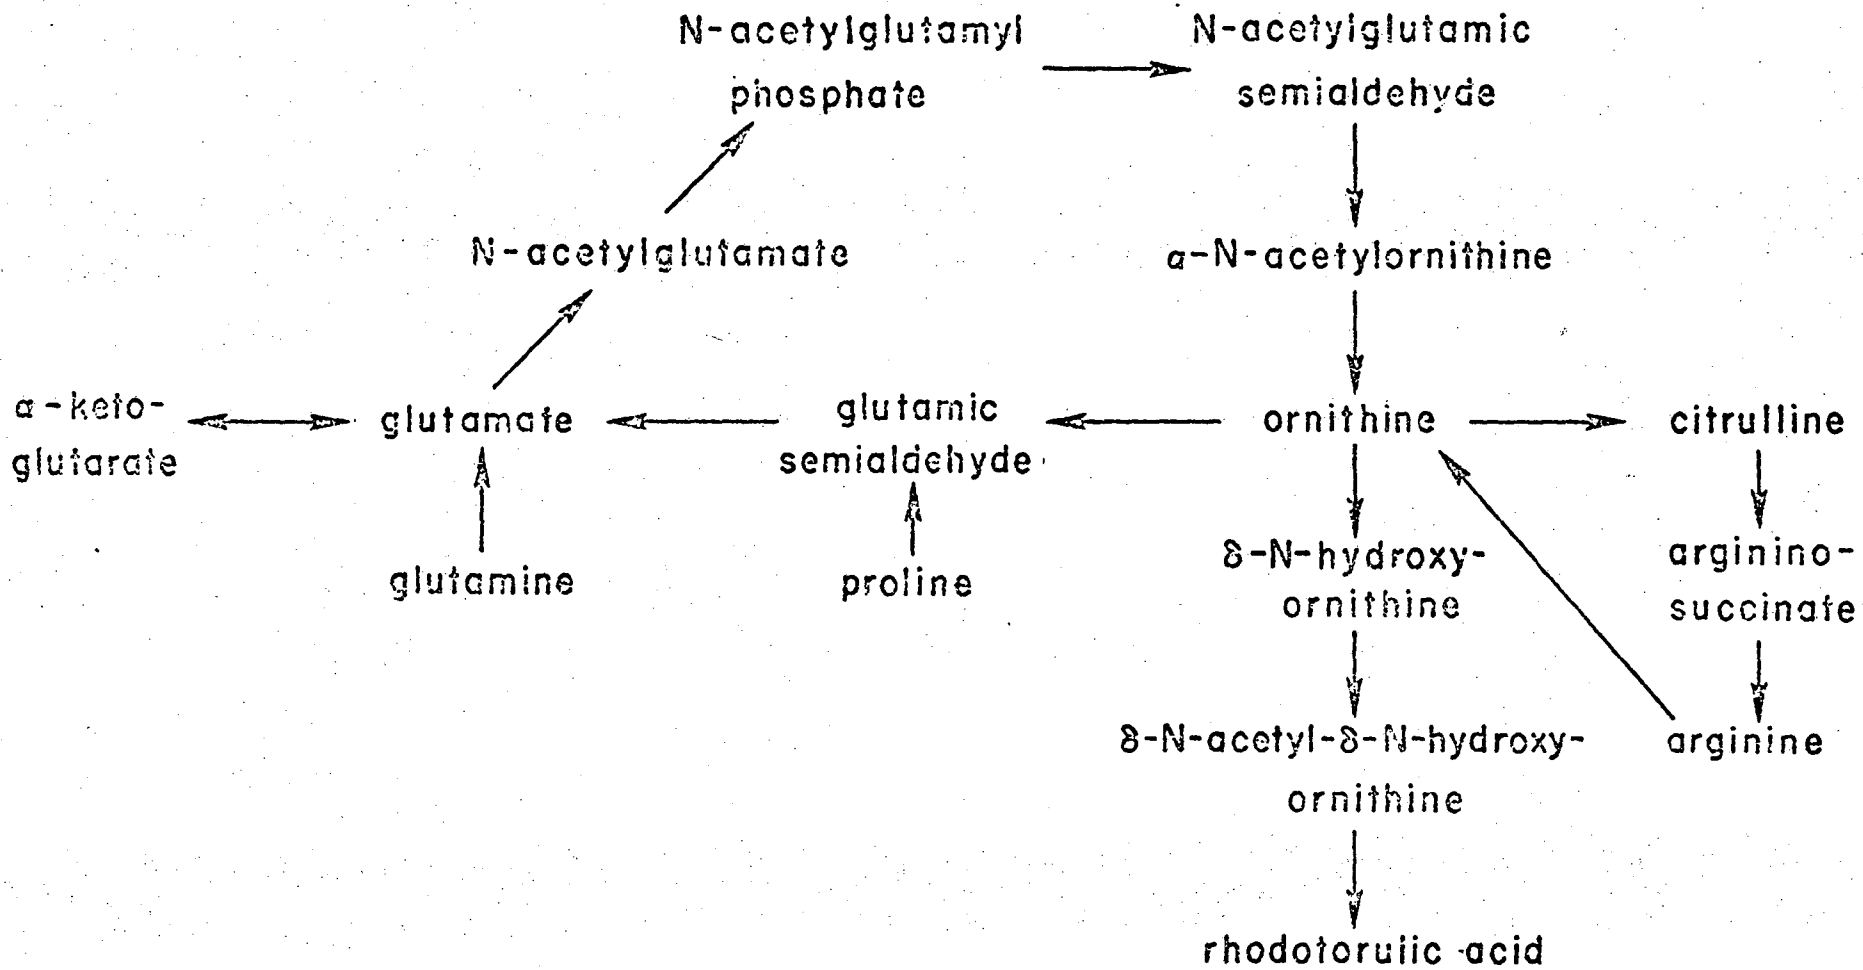 N-acetylglutamyl
phosphate
N-acetylglutamic
semialdehyde
N-acetylglutamate
α-N-acetylornithine
α-keto-
glutarate
glutamate
glutamic
semialdehyde
ornithine
citrulline
glutamine
proline
δ-N-hydroxy-
ornithine
arginino-
succinate
δ-N-acetyl-δ-N-hydroxy-
ornithine
arginine
rhodotorulic acid